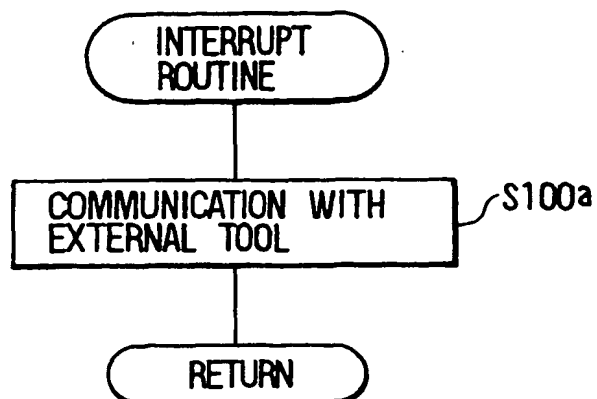 INTERRUPT
ROUTINE
COMMUNICATION WITH
EXTERNAL TOOL
S100a
RETURN